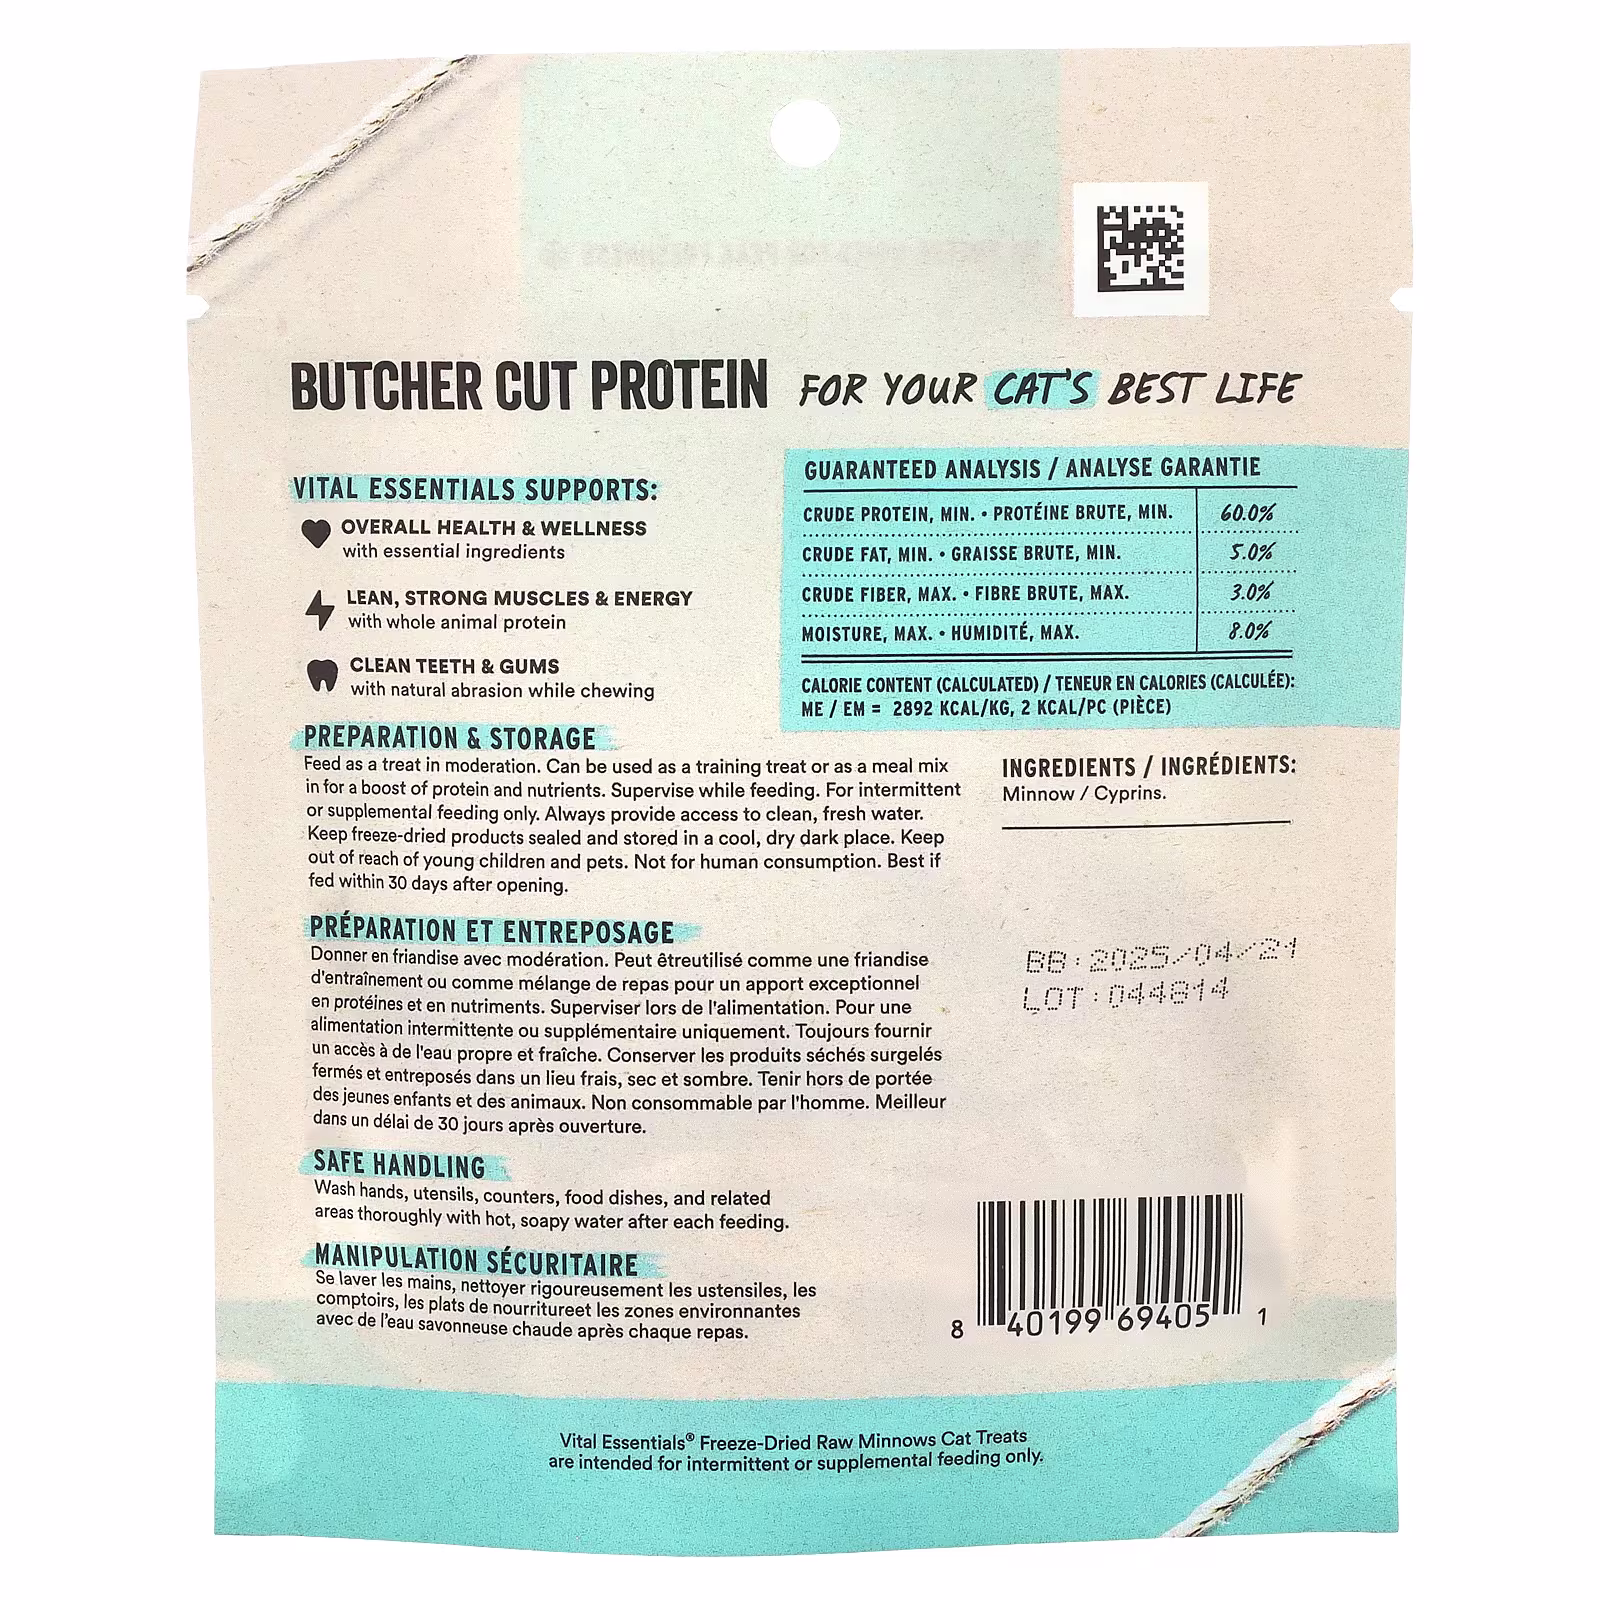 BUTCHER CUT PROTEIN FOR YOUR CAT'S BEST LIFE
VITAL ESSENTIALS SUPPORTS:
OVERALL HEALTH & WELLNESS
with essential ingredients
LEAN, STRONG MUSCLES & ENERGY
with whole animal protein
CLEAN TEETH & GUMS
with natural abrasion while chewing
GUARANTEED ANALYSIS / ANALYSE GARANTIE
CRUDE PROTEIN, MIN. • PROTÉINE BRUTE, MIN. 60.0%
CRUDE FAT, MIN. • GRAISSE BRUTE, MIN. 5.0%
CRUDE FIBER, MAX. • FIBRE BRUTE, MAX. 3.0%
MOISTURE, MAX. • HUMIDITÉ, MAX. 8.0%
CALORIE CONTENT (CALCULATED) / TENEUR EN CALORIES (CALCULÉE):
ME / EM = 2892 KCAL/KG, 2 KCAL/PC (PIÈCE)
PREPARATION & STORAGE
Feed as a treat in moderation. Can be used as a training treat or as a meal mix
in for a boost of protein and nutrients. Supervise while feeding. For intermittent
or supplemental feeding only. Always provide access to clean, fresh water.
Keep freeze-dried products sealed and stored in a cool, dry dark place. Keep
out of reach of young children and pets. Not for human consumption. Best if
fed within 30 days after opening.
INGREDIENTS / INGRÉDIENTS:
Minnow / Cyprins.
PRÉPARATION ET ENTREPOSAGE
Donner en friandise avec modération. Peut êtreutilisé comme une friandise
d'entraînement ou comme mélange de repas pour un apport exceptionnel
en protéines et en nutriments. Superviser lors de l'alimentation. Pour une
alimentation intermittente ou supplémentaire uniquement. Toujours fournir
un accès à de l'eau propre et fraîche. Conserver les produits séchés surgelés
fermés et entreposés dans un lieu frais, sec et sombre. Tenir hors de portée
des jeunes enfants et des animaux. Non consommable par l'homme. Meilleur
dans un délai de 30 jours après ouverture.
BB:2025/04/21
LOT:044814
SAFE HANDLING
Wash hands, utensils, counters, food dishes, and related
areas thoroughly with hot, soapy water after each feeding.
MANIPULATION SÉCURITAIRE
Se laver les mains, nettoyer rigoureusement les ustensiles, les
comptoirs, les plats de nourritureet les zones environnantes
avec de l'eau savonneuse chaude après chaque repas.
8 40199 69405 1
Vital Essentials® Freeze-Dried Raw Minnows Cat Treats
are intended for intermittent or supplemental feeding only.